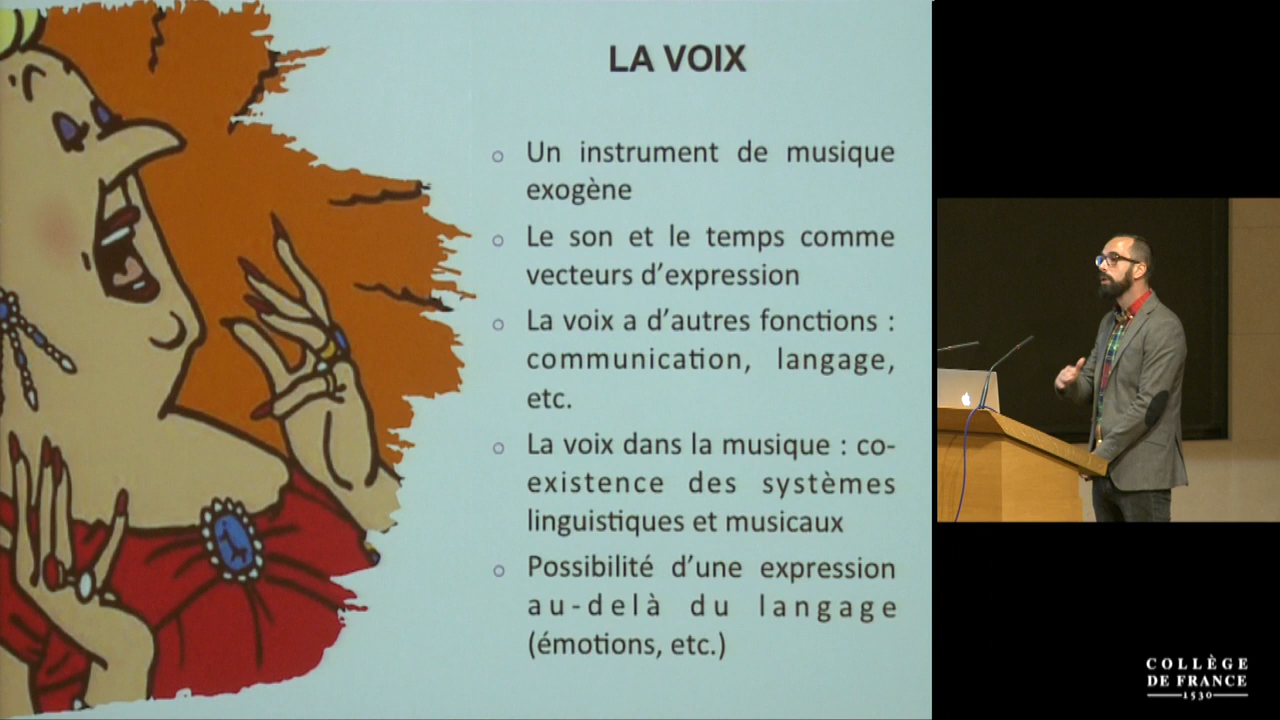 LA VOIX
○ Un instrument de musique
exogène
○ Le son et le temps comme
vecteurs d’expression
○ La voix a d’autres fonctions :
communication, langage,
etc.
○ La voix dans la musique : co-
existence des systèmes
linguistiques et musicaux
○ Possibilité d’une expression
au-delà du langage
(émotions, etc.)
COLLÈGE
DE FRANCE
1530